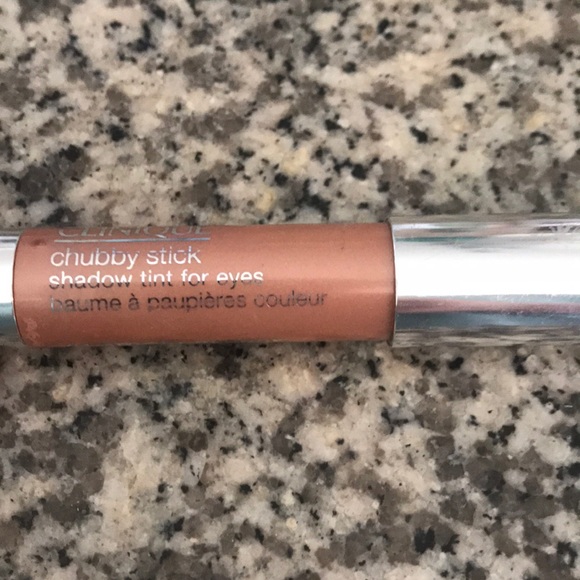 CLINIQUE
chubby stick
shadow tint for eyes
baume à paupières couleur